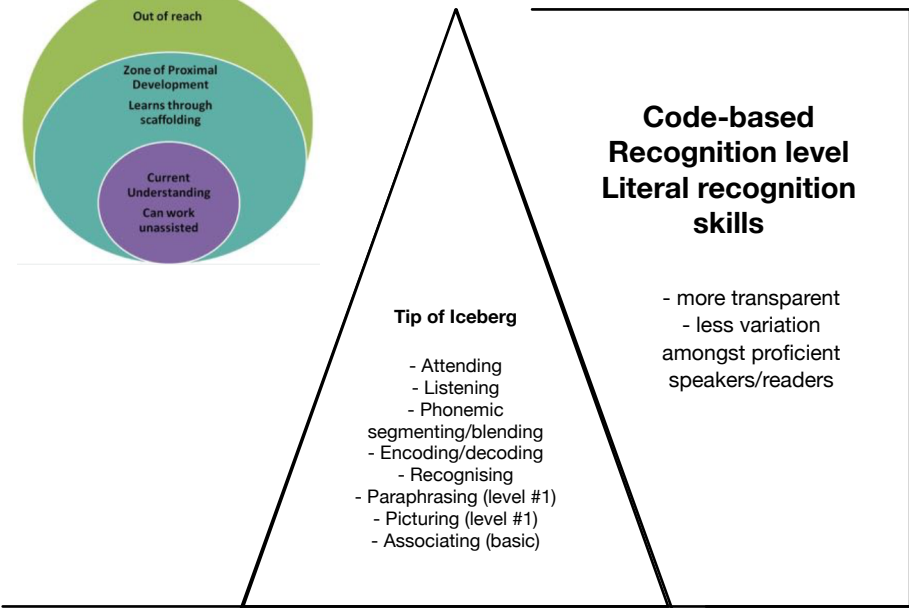 Out of reach
Zone of Proximal
Development
Learns through
scaffolding
Current
Understanding
Can work
unassisted
Tip of Iceberg
- Attending
- Listening
- Phonemic
segmenting/blending
- Encoding/decoding
- Recognising
- Paraphrasing (level #1)
- Picturing (level #1)
- Associating (basic)
Code-based
Recognition level
Literal recognition
skills
- more transparent
- less variation
amongst proficient
speakers/readers